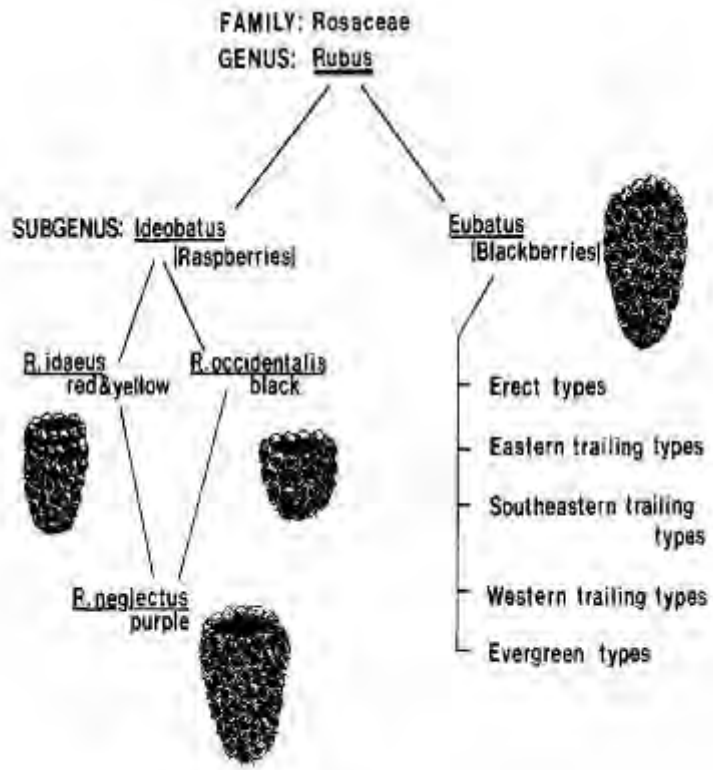 FAMILY: Rosaceae
GENUS: Rubus
SUBGENUS: Ideobatus
(Raspberries)
Eubatus
(Blackberries)
R. idaeus
red & yellow
R. occidentalis
black
R. neglectus
purple
Erect types
Eastern trailing types
Southeastern trailing
types
Western trailing types
Evergreen types